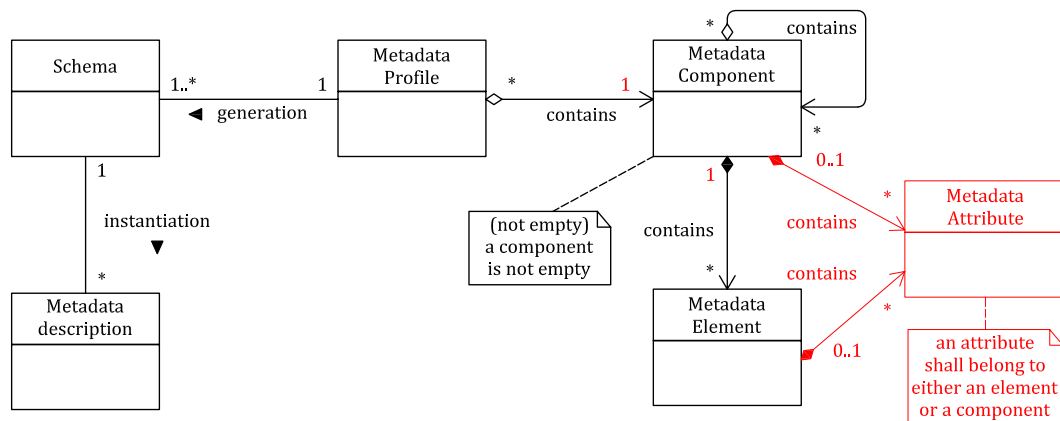 *
contains
Schema
Metadata
Profile
Metadata
Component
1..*
1
*
1
generation
contains
*
1
1
0..1
instantiation
(not empty)
a component
is not empty
contains
*
contains
Metadata
Attribute
*
*
contains
*
Metadada
description
Metadata
Element
0..1
an attribute
shall belong to
either an element
or a component